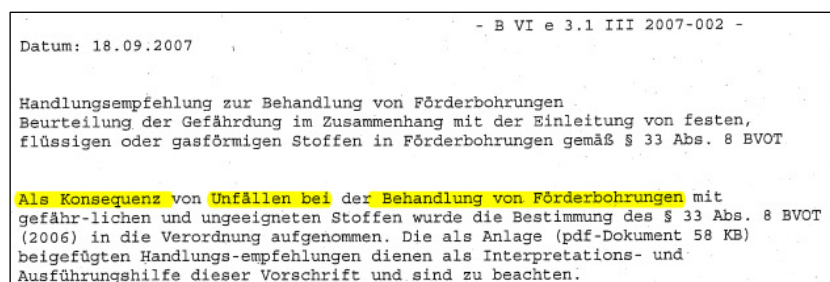 - B VI e 3.1 III 2007-002 -
Datum: 18.09.2007
Handlungsempfehlung zur Behandlung von Förderbohrungen
Beurteilung der Gefährdung im Zusammenhang mit der Einleitung von festen,
flüssigen oder gasförmigen Stoffen in Förderbohrungen gemäß § 33 Abs. 8 BVOT
Als Konsequenz von Unfällen bei der Behandlung von Förderbohrungen mit
gefähr-lichen und ungeeigneten Stoffen wurde die Bestimmung des § 33 Abs. 8 BVOT
(2006) in die Verordnung aufgenommen. Die als Anlage (pdf-Dokument 58 KB)
beigefügten Handlungs-empfehlungen dienen als Interpretations- und
Ausführungshilfe dieser Vorschrift und sind zu beachten.